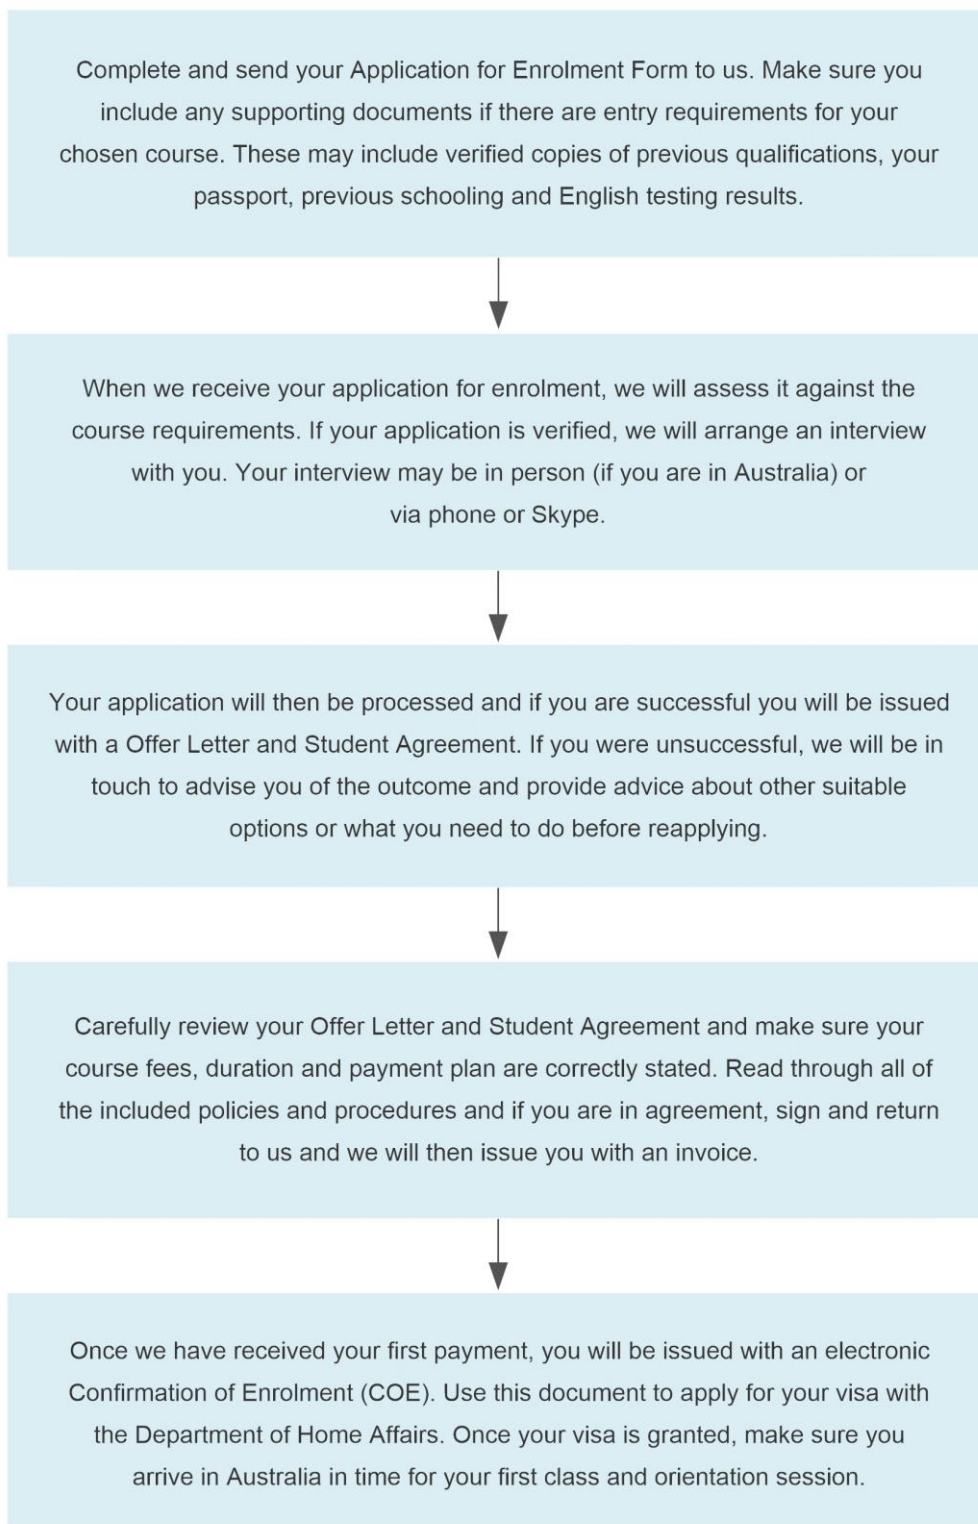 Complete and send your Application for Enrolment Form to us. Make sure you
include any supporting documents if there are entry requirements for your
chosen course. These may include verified copies of previous qualifications, your
passport, previous schooling and English testing results.
When we receive your application for enrolment, we will assess it against the
course requirements. If your application is verified, we will arrange an interview
with you. Your interview may be in person (if you are in Australia) or
via phone or Skype.
Your application will then be processed and if you are successful you will be issued
with a Offer Letter and Student Agreement. If you were unsuccessful, we will be in
touch to advise you of the outcome and provide advice about other suitable
options or what you need to do before reapplying.
Carefully review your Offer Letter and Student Agreement and make sure your
course fees, duration and payment plan are correctly stated. Read through all of
the included policies and procedures and if you are in agreement, sign and return
to us and we will then issue you with an invoice.
Once we have received your first payment, you will be issued with an electronic
Confirmation of Enrolment (COE). Use this document to apply for your visa with
the Department of Home Affairs. Once your visa is granted, make sure you
arrive in Australia in time for your first class and orientation session.